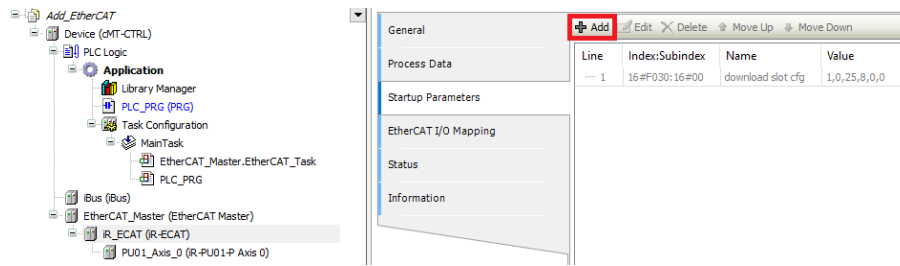 Add_EtherCAT
Device (cMT-CTRL)
PLC Logic
Application
Library Manager
PLC_PRG (PRG)
Task Configuration
MainTask
EtherCAT_Master.EtherCAT_Task
PLC_PRG
iBus (iBus)
EtherCAT_Master (EtherCAT Master)
iR_ECAT (iR-ECAT)
PU01_Axis_0 (iR-PU01-P Axis 0)
General
Process Data
Startup Parameters
EtherCAT I/O Mapping
Status
Information
Add Edit Delete Move Up Move Down
Line Index:Subindex Name Value
1 16#F030:16#00 download slot cfg 1,0,25,8,0,0